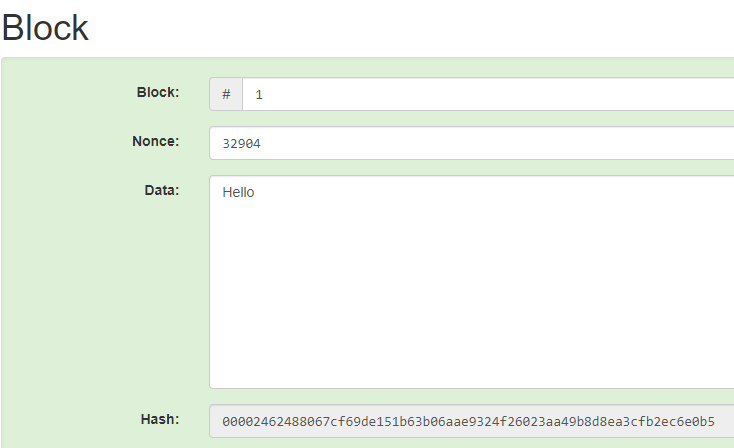 Block
Block: # 1
Nonce: 32904
Data: Hello
Hash: 00002462488067cf69de151b63b06aae9324f26023aa49b8d8ea3cfb2ec6e0b5